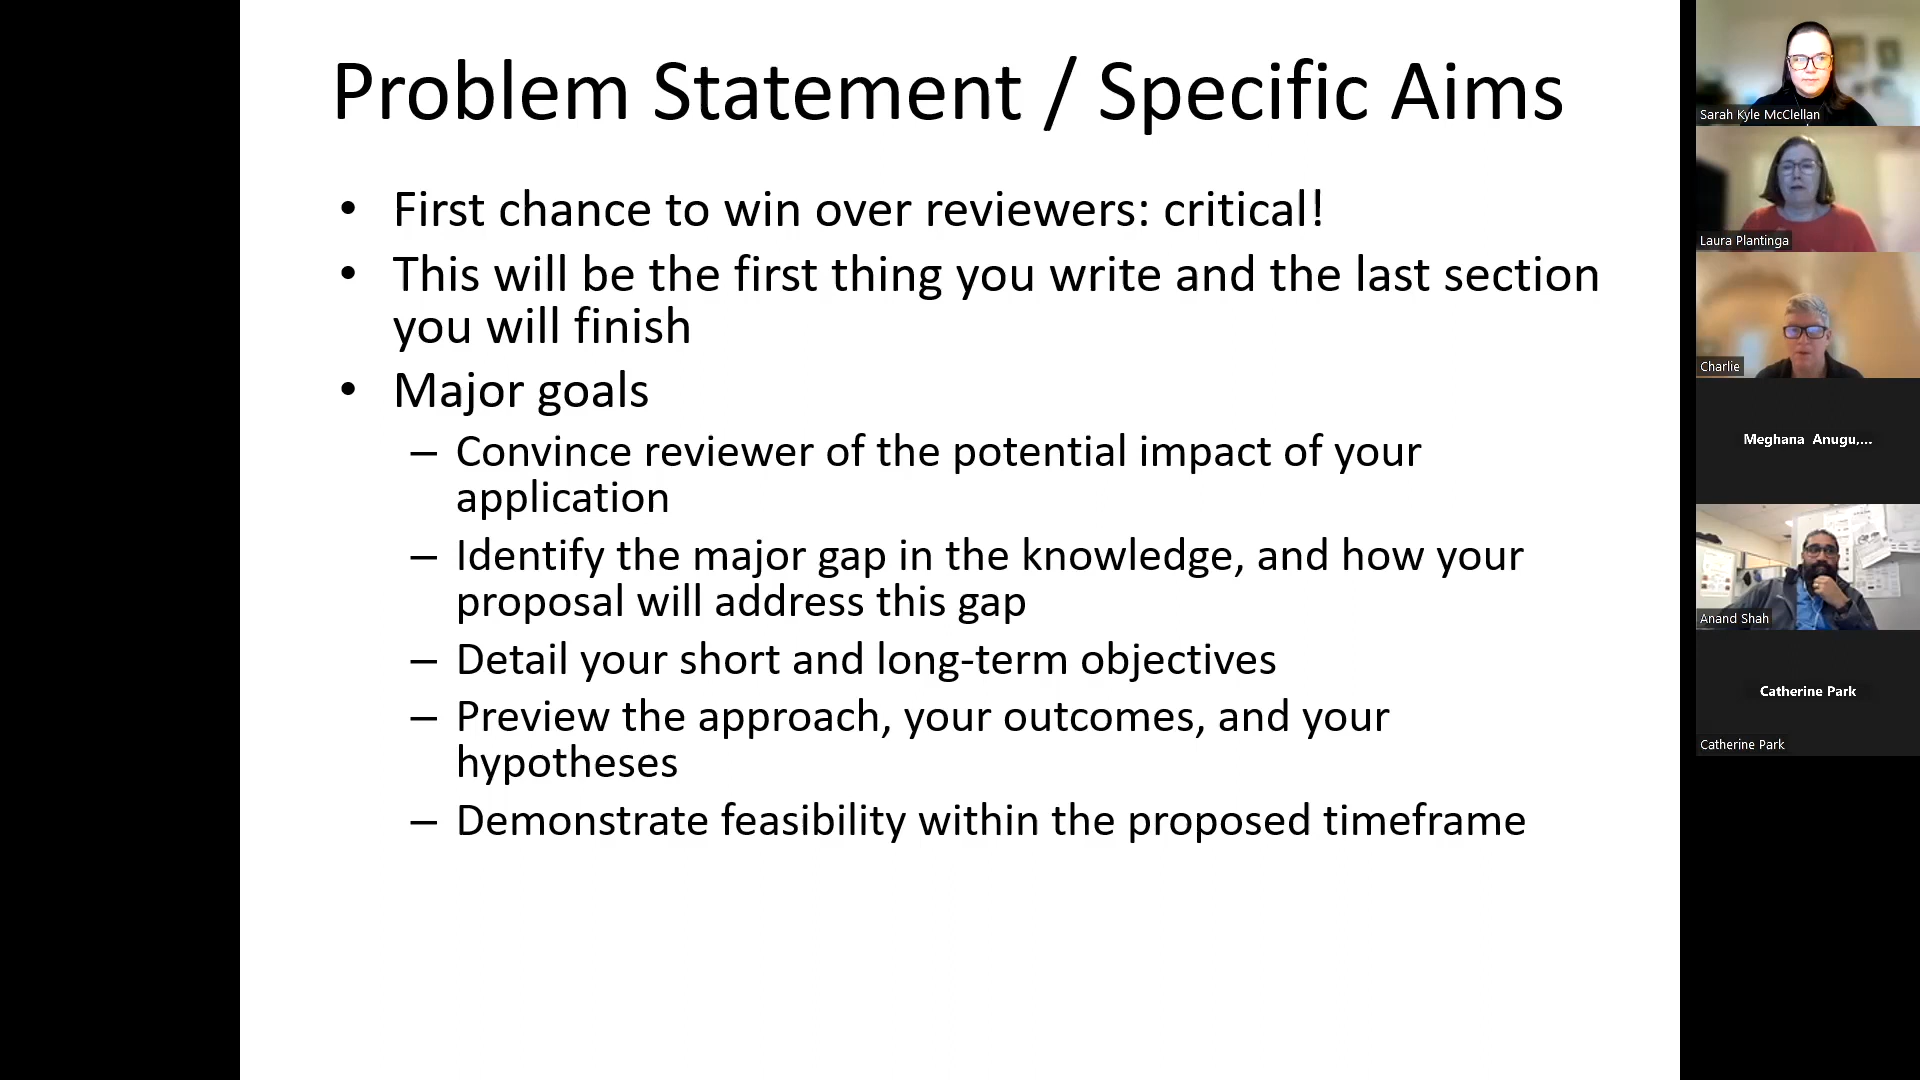 Problem Statement / Specific Aims
• First chance to win over reviewers: critical!
• This will be the first thing you write and the last section
you will finish
• Major goals
– Convince reviewer of the potential impact of your
application
– Identify the major gap in the knowledge, and how your
proposal will address this gap
– Detail your short and long-term objectives
– Preview the approach, your outcomes, and your
hypotheses
– Demonstrate feasibility within the proposed timeframe
Sarah Kyle McClellan
Laura Plantinga
Charlie
Meghana Anugu,...
Anand Shah
Catherine Park
Catherine Park